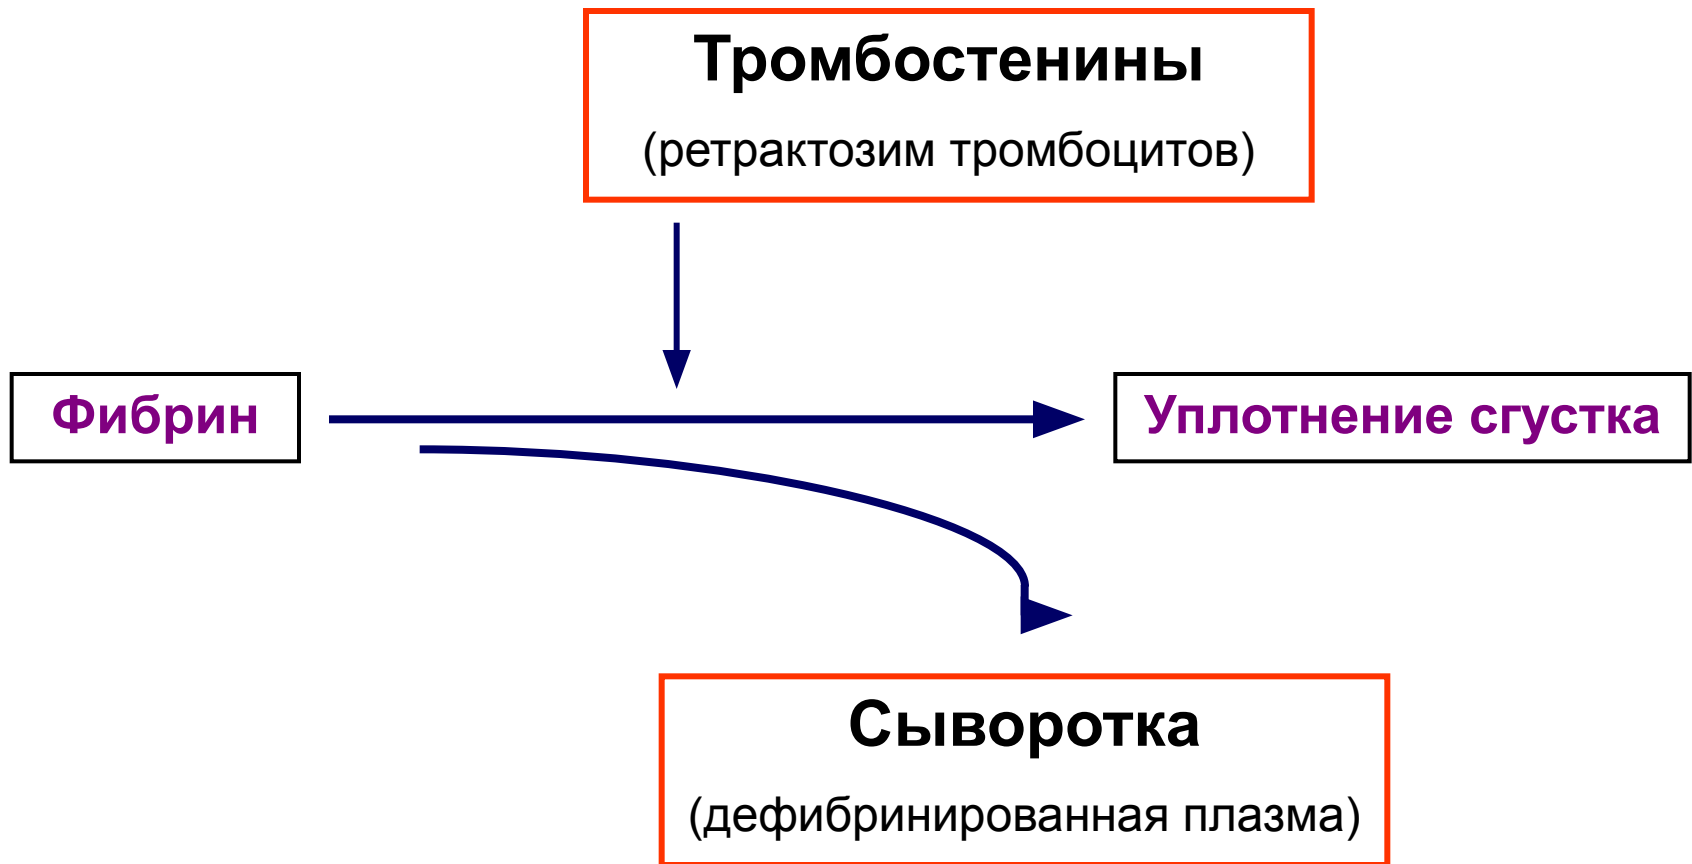 Тромбостенины
(ретрактозим тромбоцитов)
Фибрин
Уплотнение сгустка
Сыворотка
(дефибринированная плазма)